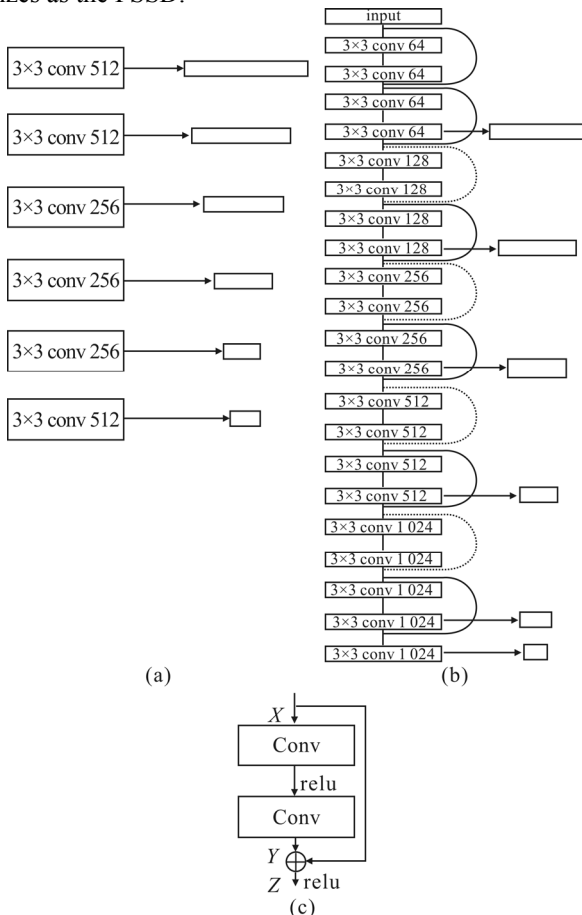 izes as the FSSD.
3×3 conv 512
3×3 conv 512
3×3 conv 256
3×3 conv 256
3×3 conv 256
3×3 conv 512
(a)
input
3×3 conv 64
3×3 conv 64
3×3 conv 64
3×3 conv 64
3×3 conv 128
3×3 conv 128
3×3 conv 128
3×3 conv 128
3×3 conv 256
3×3 conv 256
3×3 conv 256
3×3 conv 256
3×3 conv 512
3×3 conv 512
3×3 conv 512
3×3 conv 512
3×3 conv 1 024
3×3 conv 1 024
3×3 conv 1 024
3×3 conv 1 024
3×3 conv 1 024
(b)
X
Conv
relu
Conv
Y
Z relu
(c)